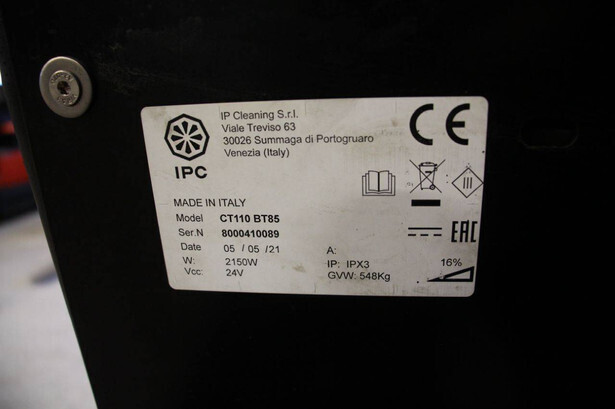 IP Cleaning S.r.l.
Viale Treviso 63
30026 Summaga di Portogruaro
Venezia (Italy)
IPC
CE
III
MADE IN ITALY
Model CT110 BT85
Ser.N 8000410089
Date 05 / 05 /21 A:
W: 2150W IP: IPX3
Vcc: 24V GVW: 548Kg
EAC
16%